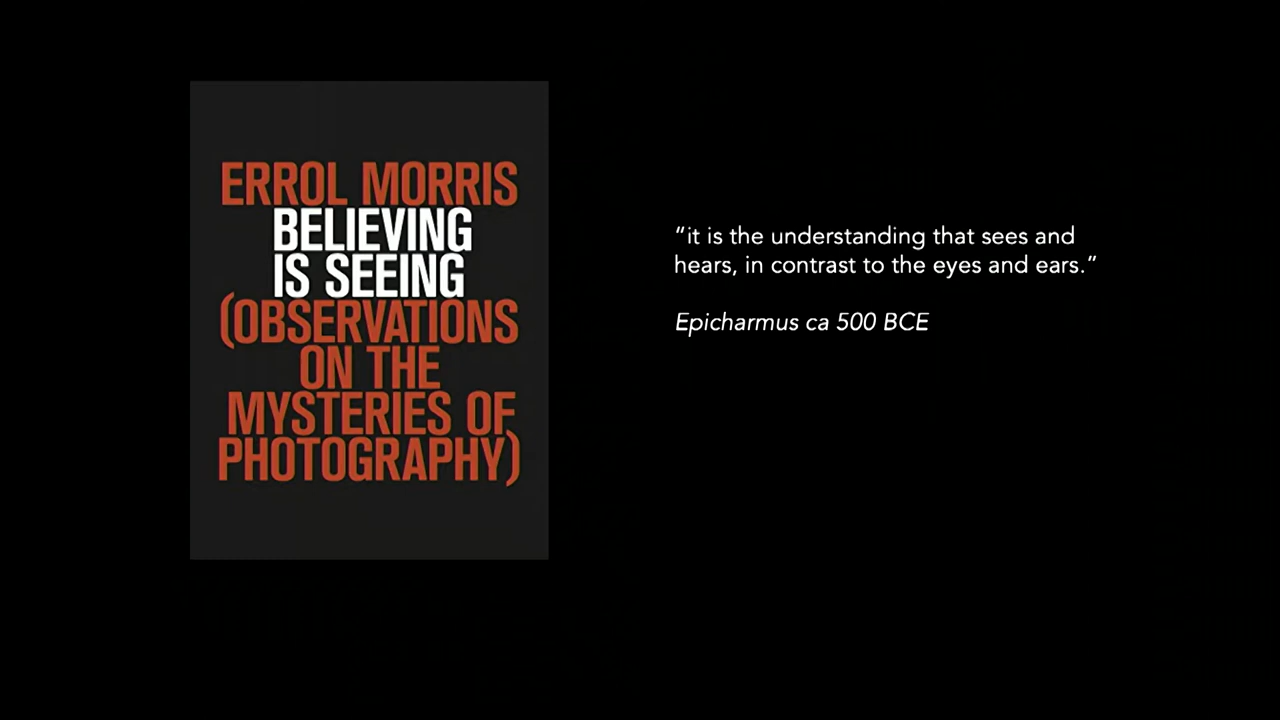 ERROL MORRIS
BELIEVING
IS SEEING
(OBSERVATIONS
ON THE
MYSTERIES OF
PHOTOGRAPHY)
“it is the understanding that sees and
hears, in contrast to the eyes and ears.“
Epicharmus ca 500 BCE